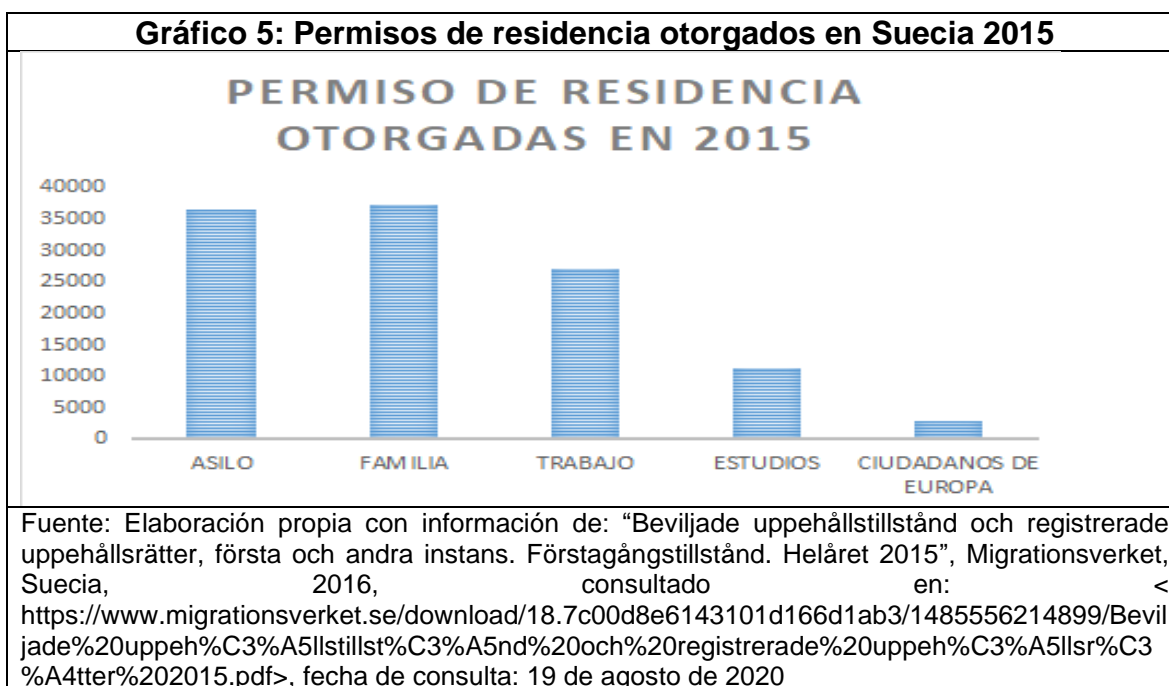 Gráfico 5: Permisos de residencia otorgados en Suecia 2015
PERMISO DE RESIDENCIA
OTORGADAS EN 2015
40000
35000
30000
25000
20000
15000
10000
5000
0
ASILO FAMILIA TRABAJO ESTUDIOS CIUDADANOS DE
EUROPA
Fuente: Elaboración propia con información de: “Beviljade uppehållstillstånd och registrerade
uppehållsrätter, första och andra instans. Förstagångstillstånd. Helåret 2015”, Migrationsverket,
Suecia, 2016, consultado en: <
https://www.migrationsverket.se/download/18.7c00d8e6143101d166d1ab3/1485556214899/Bevil
jade%20uppeh%C3%A5llstillst%C3%A5nd%20och%20registrerade%20uppeh%C3%A5llsr%C3
%A4tter%202015.pdf>, fecha de consulta: 19 de agosto de 2020